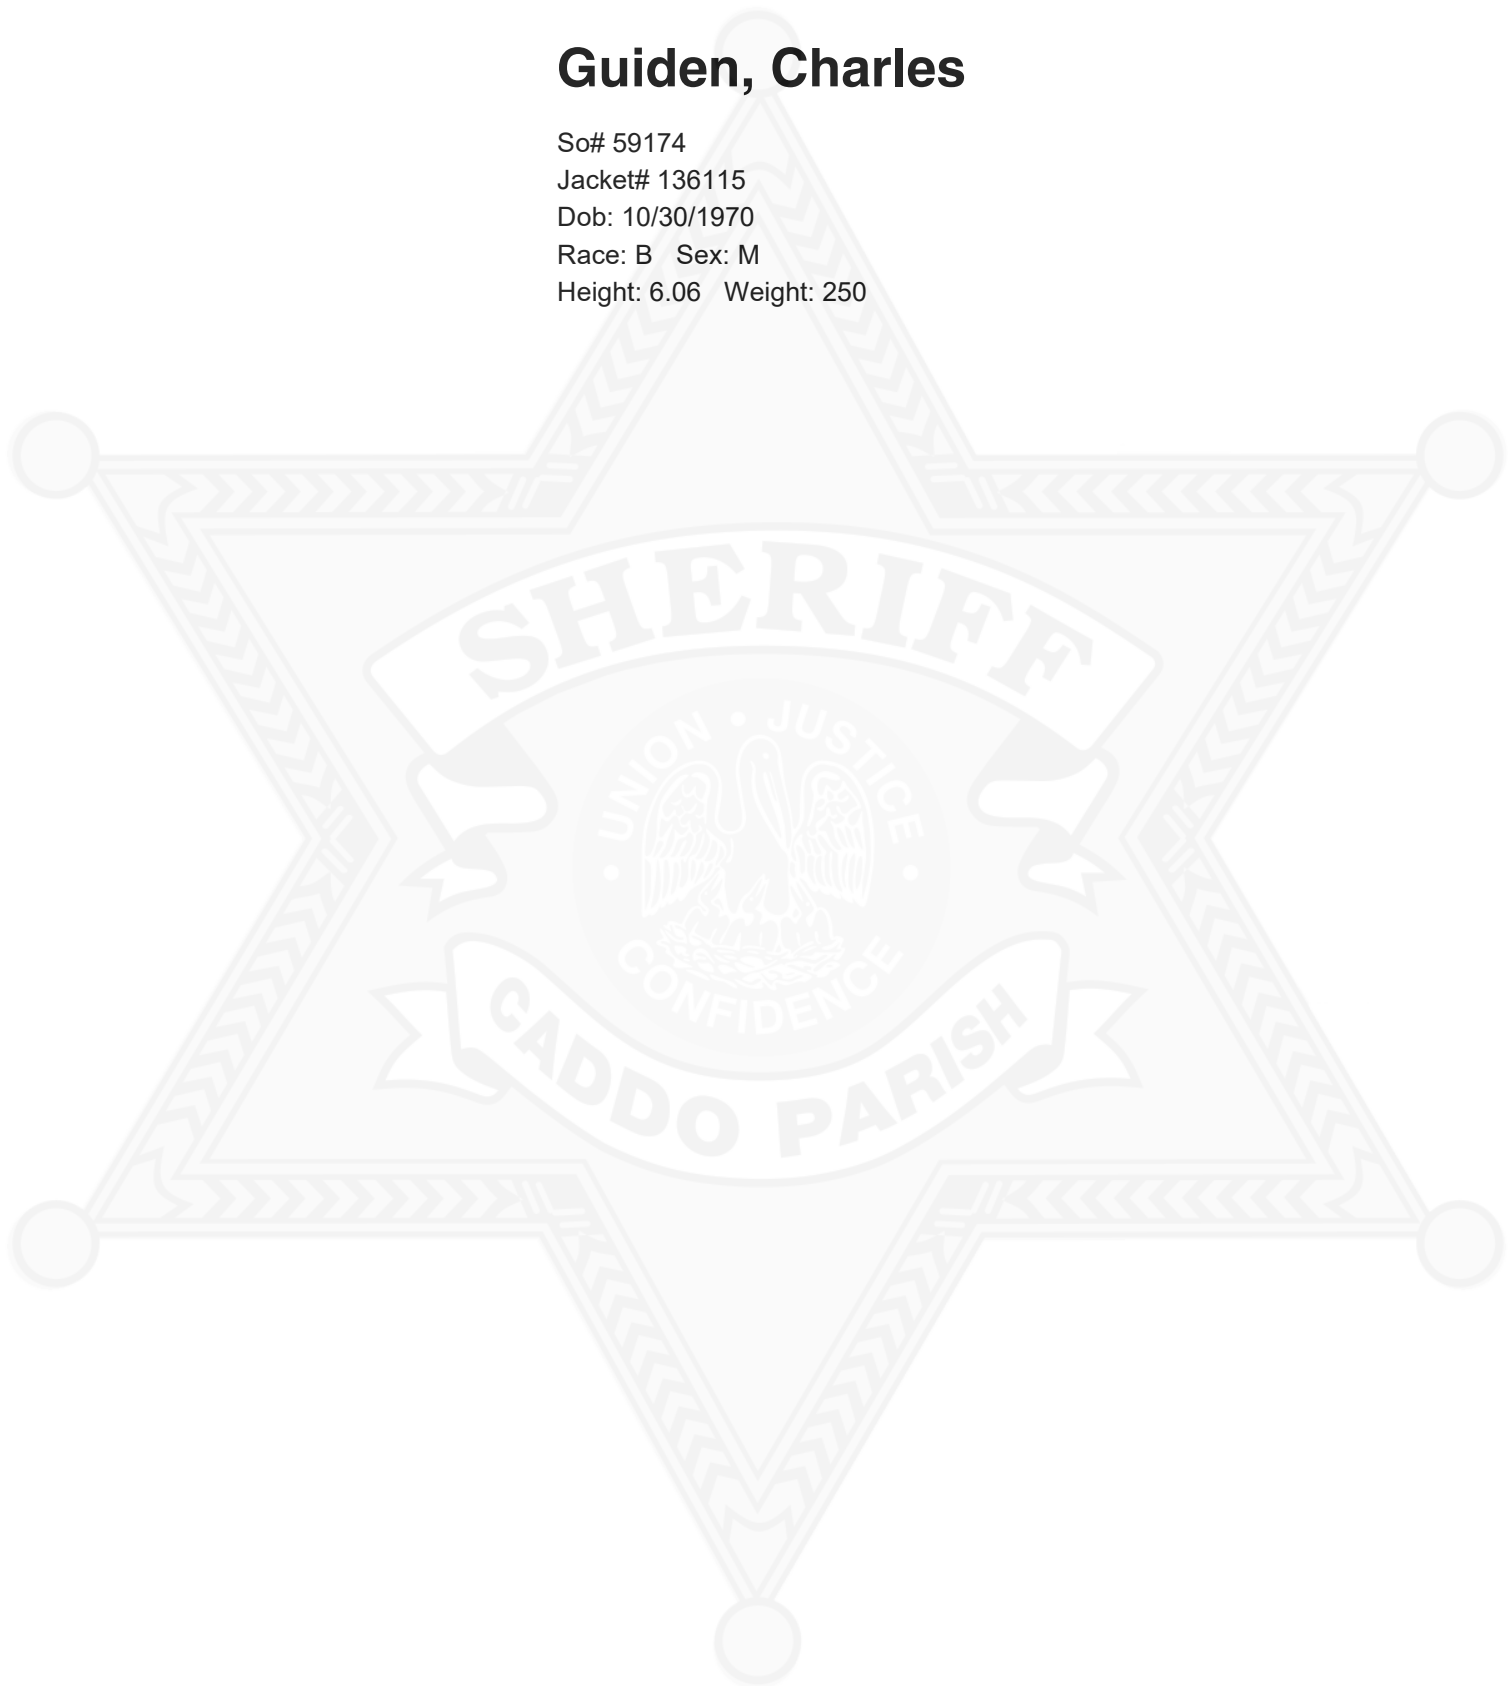 Guiden, Charles
So# 59174
Jacket# 136115
Dob: 10/30/1970
Race: B Sex: M
Height: 6.06 Weight: 250
SHERIFF
UNION • JUSTICE
• CONFIDENCE •
CADDO PARISH